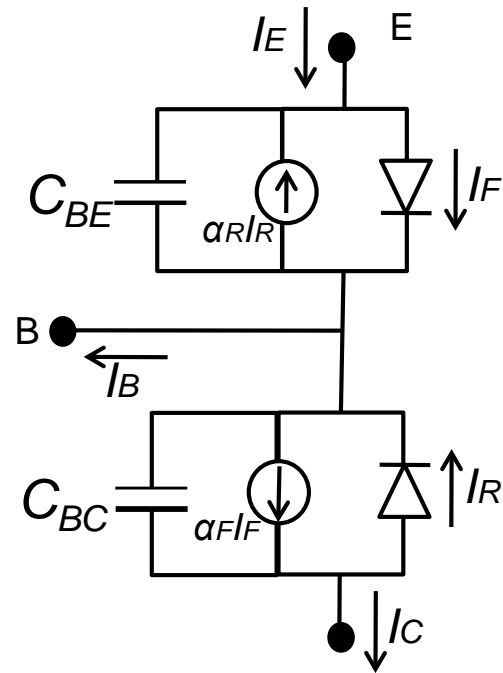 I_E E
C_BE α_R I_R I_F
B
I_B
C_BC α_F I_F I_R
I_C